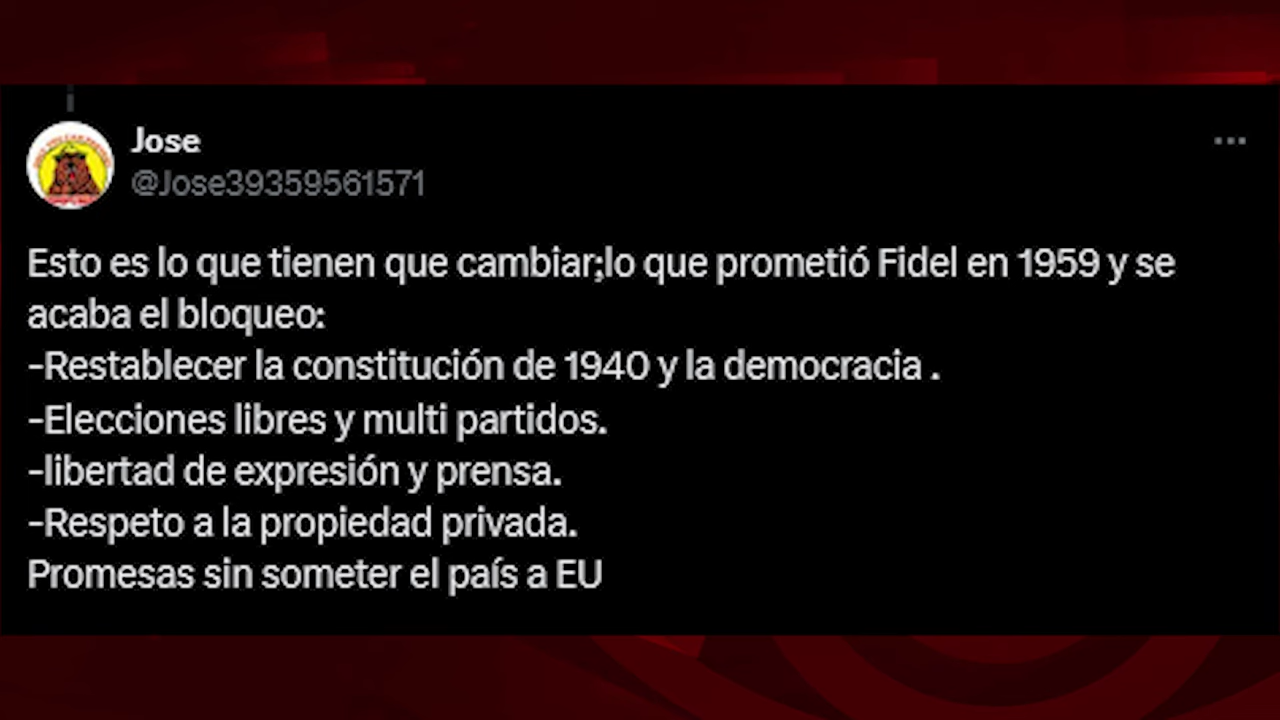 Jose
@Jose39359561571
Esto es lo que tienen que cambiar;lo que prometió Fidel en 1959 y se
acaba el bloqueo:
-Restablecer la constitución de 1940 y la democracia .
-Elecciones libres y multi partidos.
-libertad de expresión y prensa.
-Respeto a la propiedad privada.
Promesas sin someter el país a EU